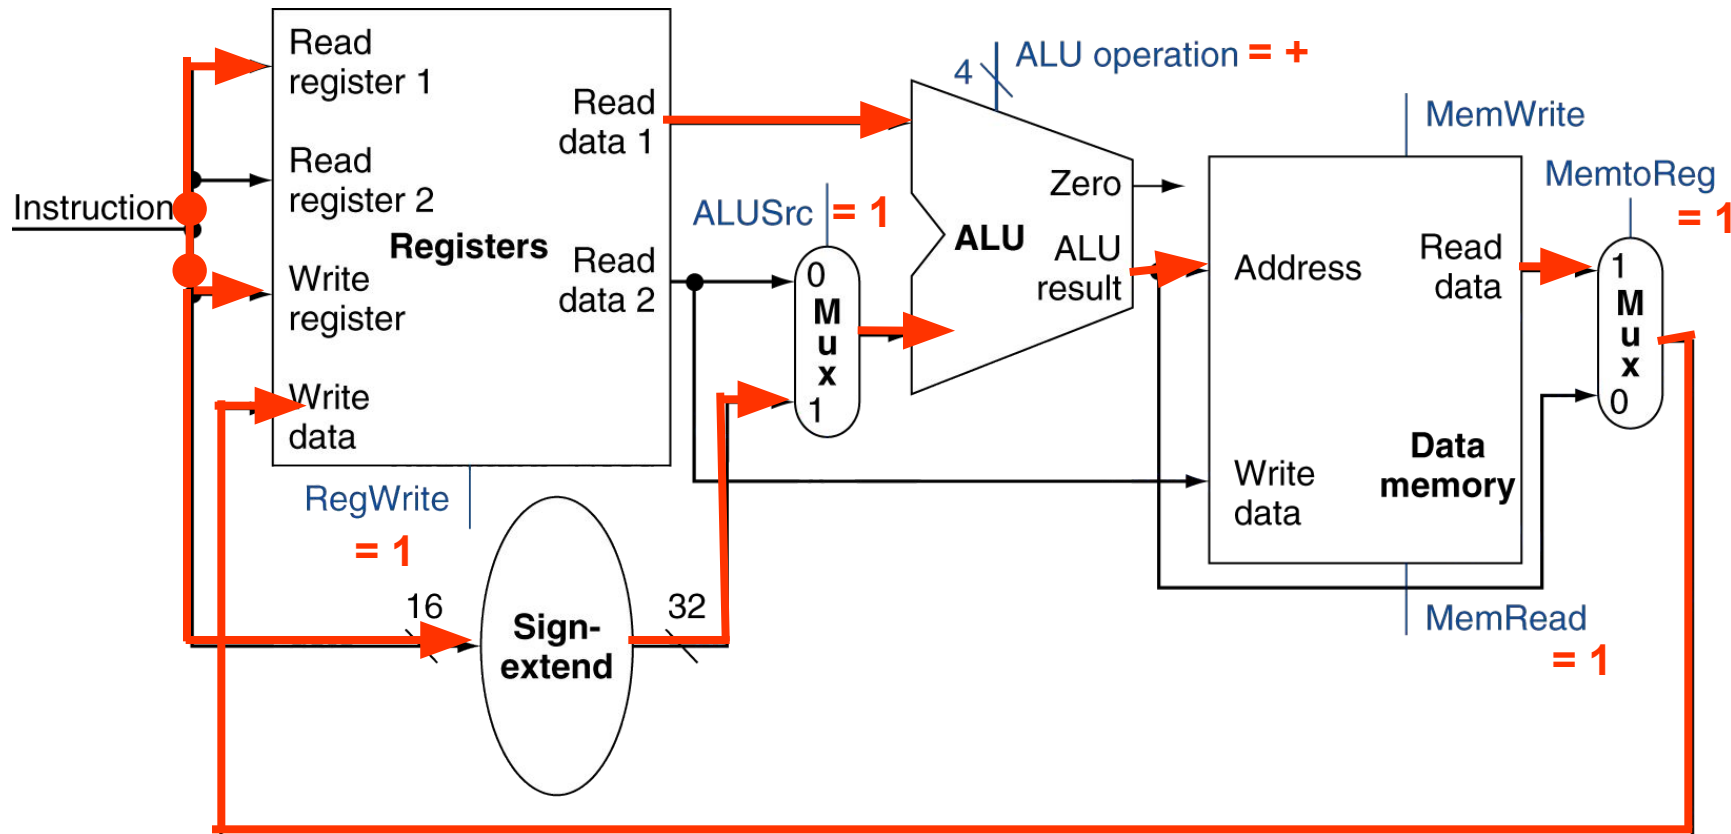 Instruction
Read
register 1
Read
register 2
Registers
Write
register
Write
data
Read
data 1
Read
data 2
RegWrite
= 1
16
Sign-
extend
32
ALUSrc = 1
0
M
u
x
1
4
ALU operation = +
Zero
ALU
ALU
result
MemWrite
Address
Read
data
Write
data
Data
memory
MemRead
= 1
MemtoReg
= 1
1
M
u
x
0